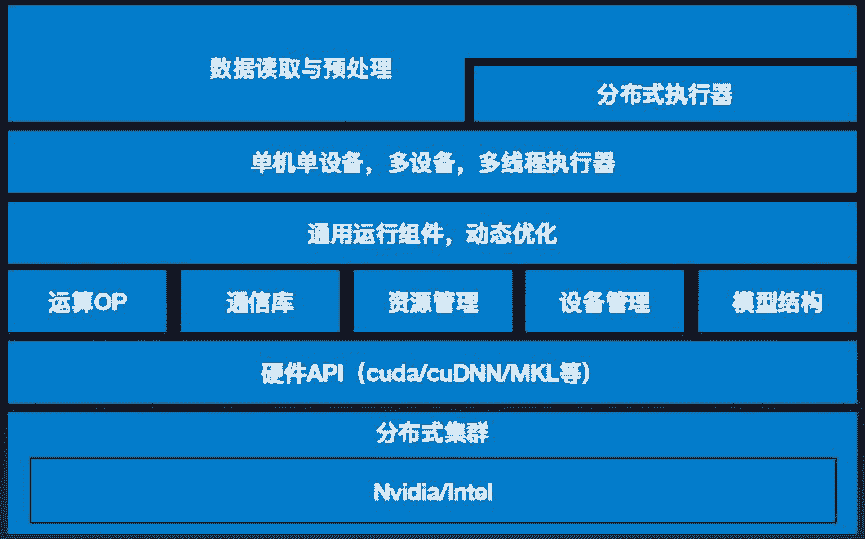 数据读取与预处理
分布式执行器
单机单设备，多设备，多线程执行器
通用运行组件，动态优化
运算OP
通信库
资源管理
设备管理
模型结构
硬件API（cuda/cuDNN/MKL等）
分布式集群
Nvidia/Intel